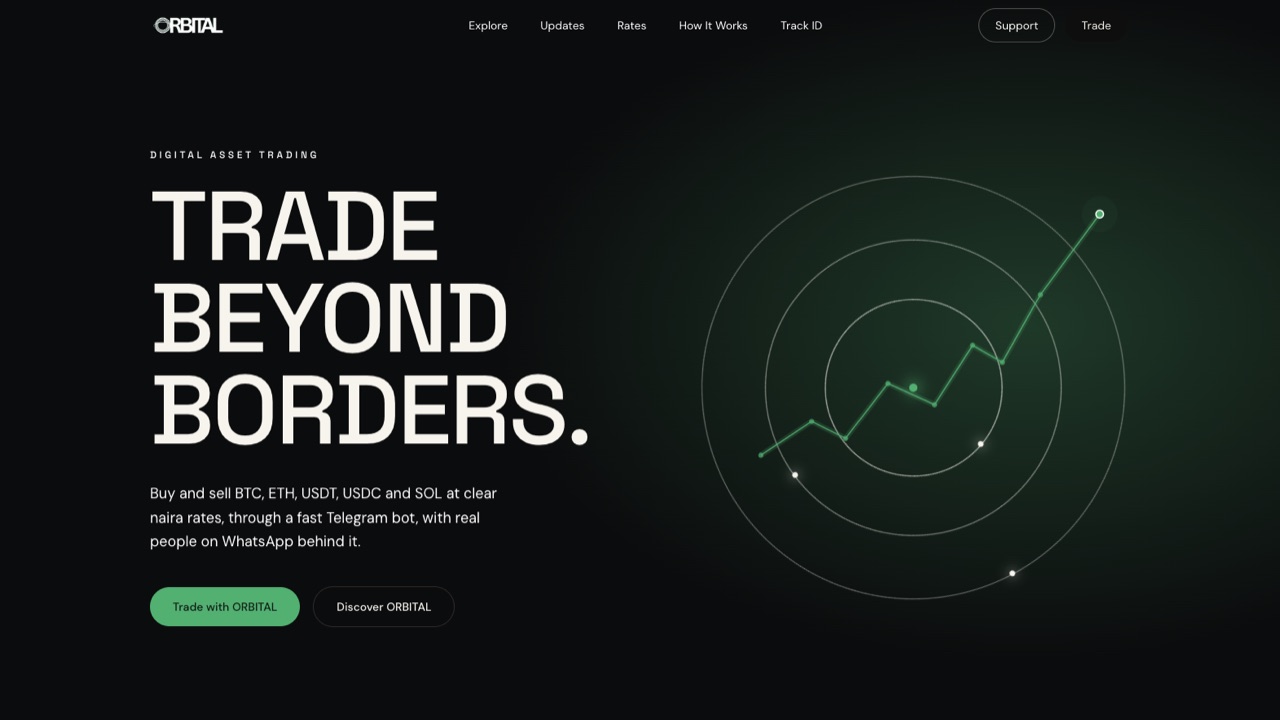 ORBITAL
Explore
Updates
Rates
How It Works
Track ID
Support
Trade
DIGITAL ASSET TRADING
TRADE
BEYOND
BORDERS.
Buy and sell BTC, ETH, USDT, USDC and SOL at clear
naira rates, through a fast Telegram bot, with real
people on WhatsApp behind it.
Trade with ORBITAL
Discover ORBITAL